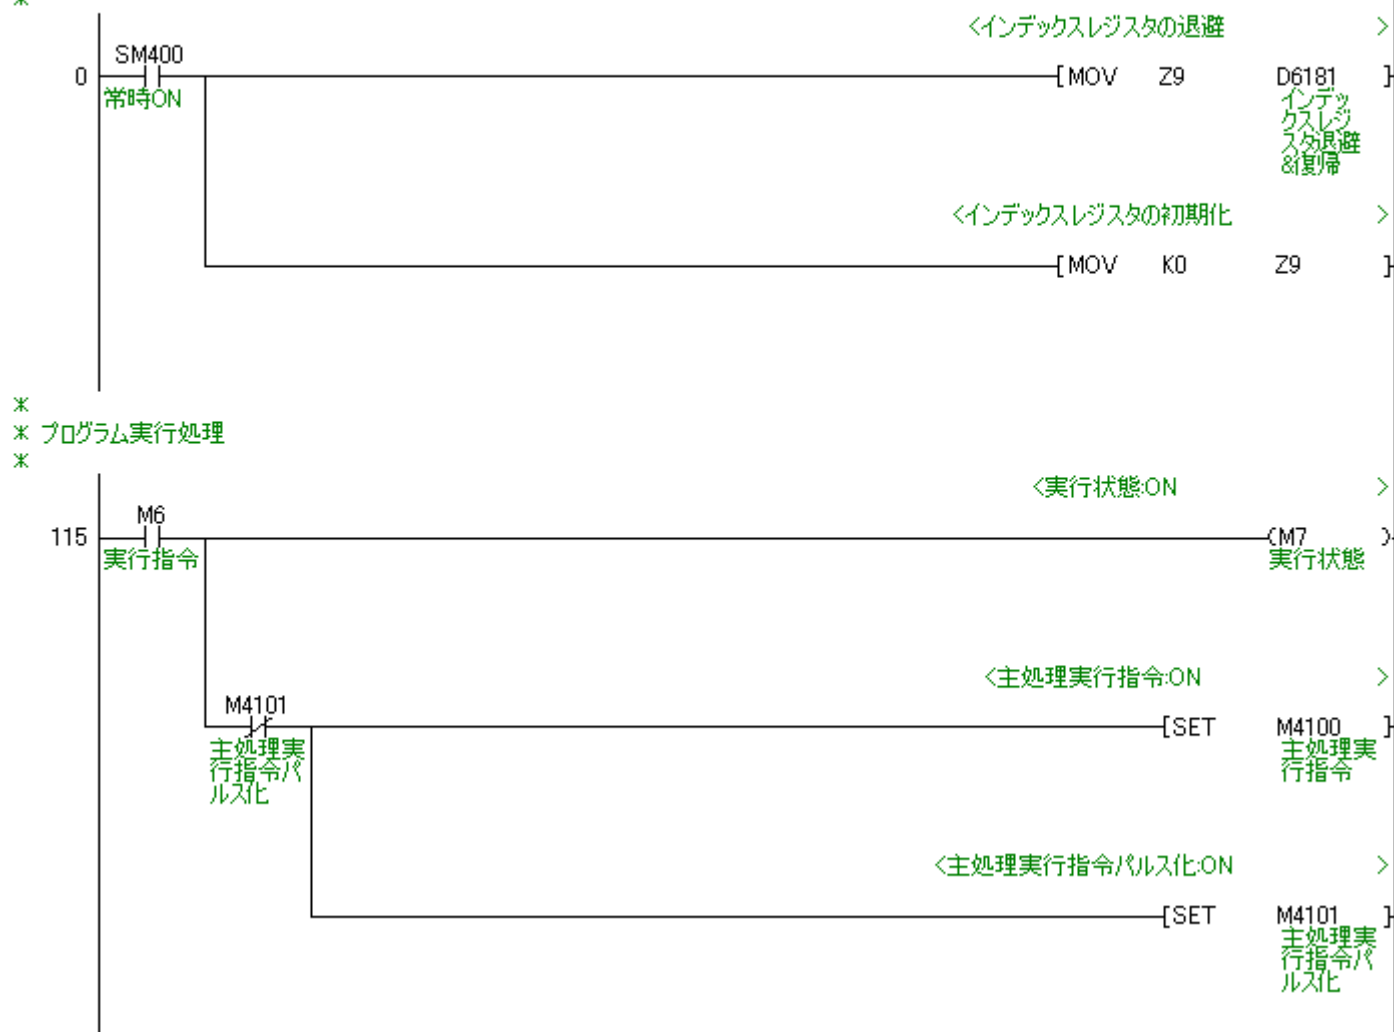 *
<インデックスレジスタの退避 >
SM400
0 [MOV Z9 D6181 ]
常時ON
インデッ
クスレジ
スタ退避
&復帰
<インデックスレジスタの初期化 >
[MOV K0 Z9 ]
*
* プログラム実行処理
*
<実行状態:ON >
M6
115 (M7 )
実行指令 実行状態
<主処理実行指令:ON >
M4101
[SET M4100 ]
主処理実
行指令パ
ルス化
主処理実
行指令
<主処理実行指令パルス化:ON >
[SET M4101 ]
主処理実
行指令パ
ルス化